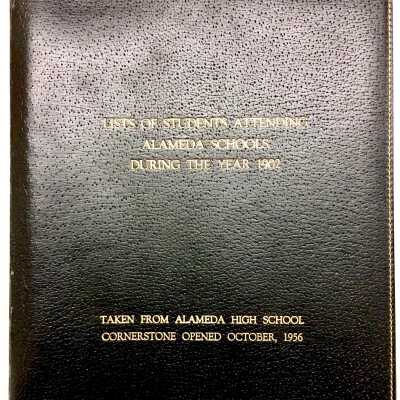 LISTS OF STUDENTS ATTENDING
ALAMEDA SCHOOLS
DURING THE YEAR 1902
TAKEN FROM ALAMEDA HIGH SCHOOL
CORNERSTONE OPENED OCTOBER, 1956